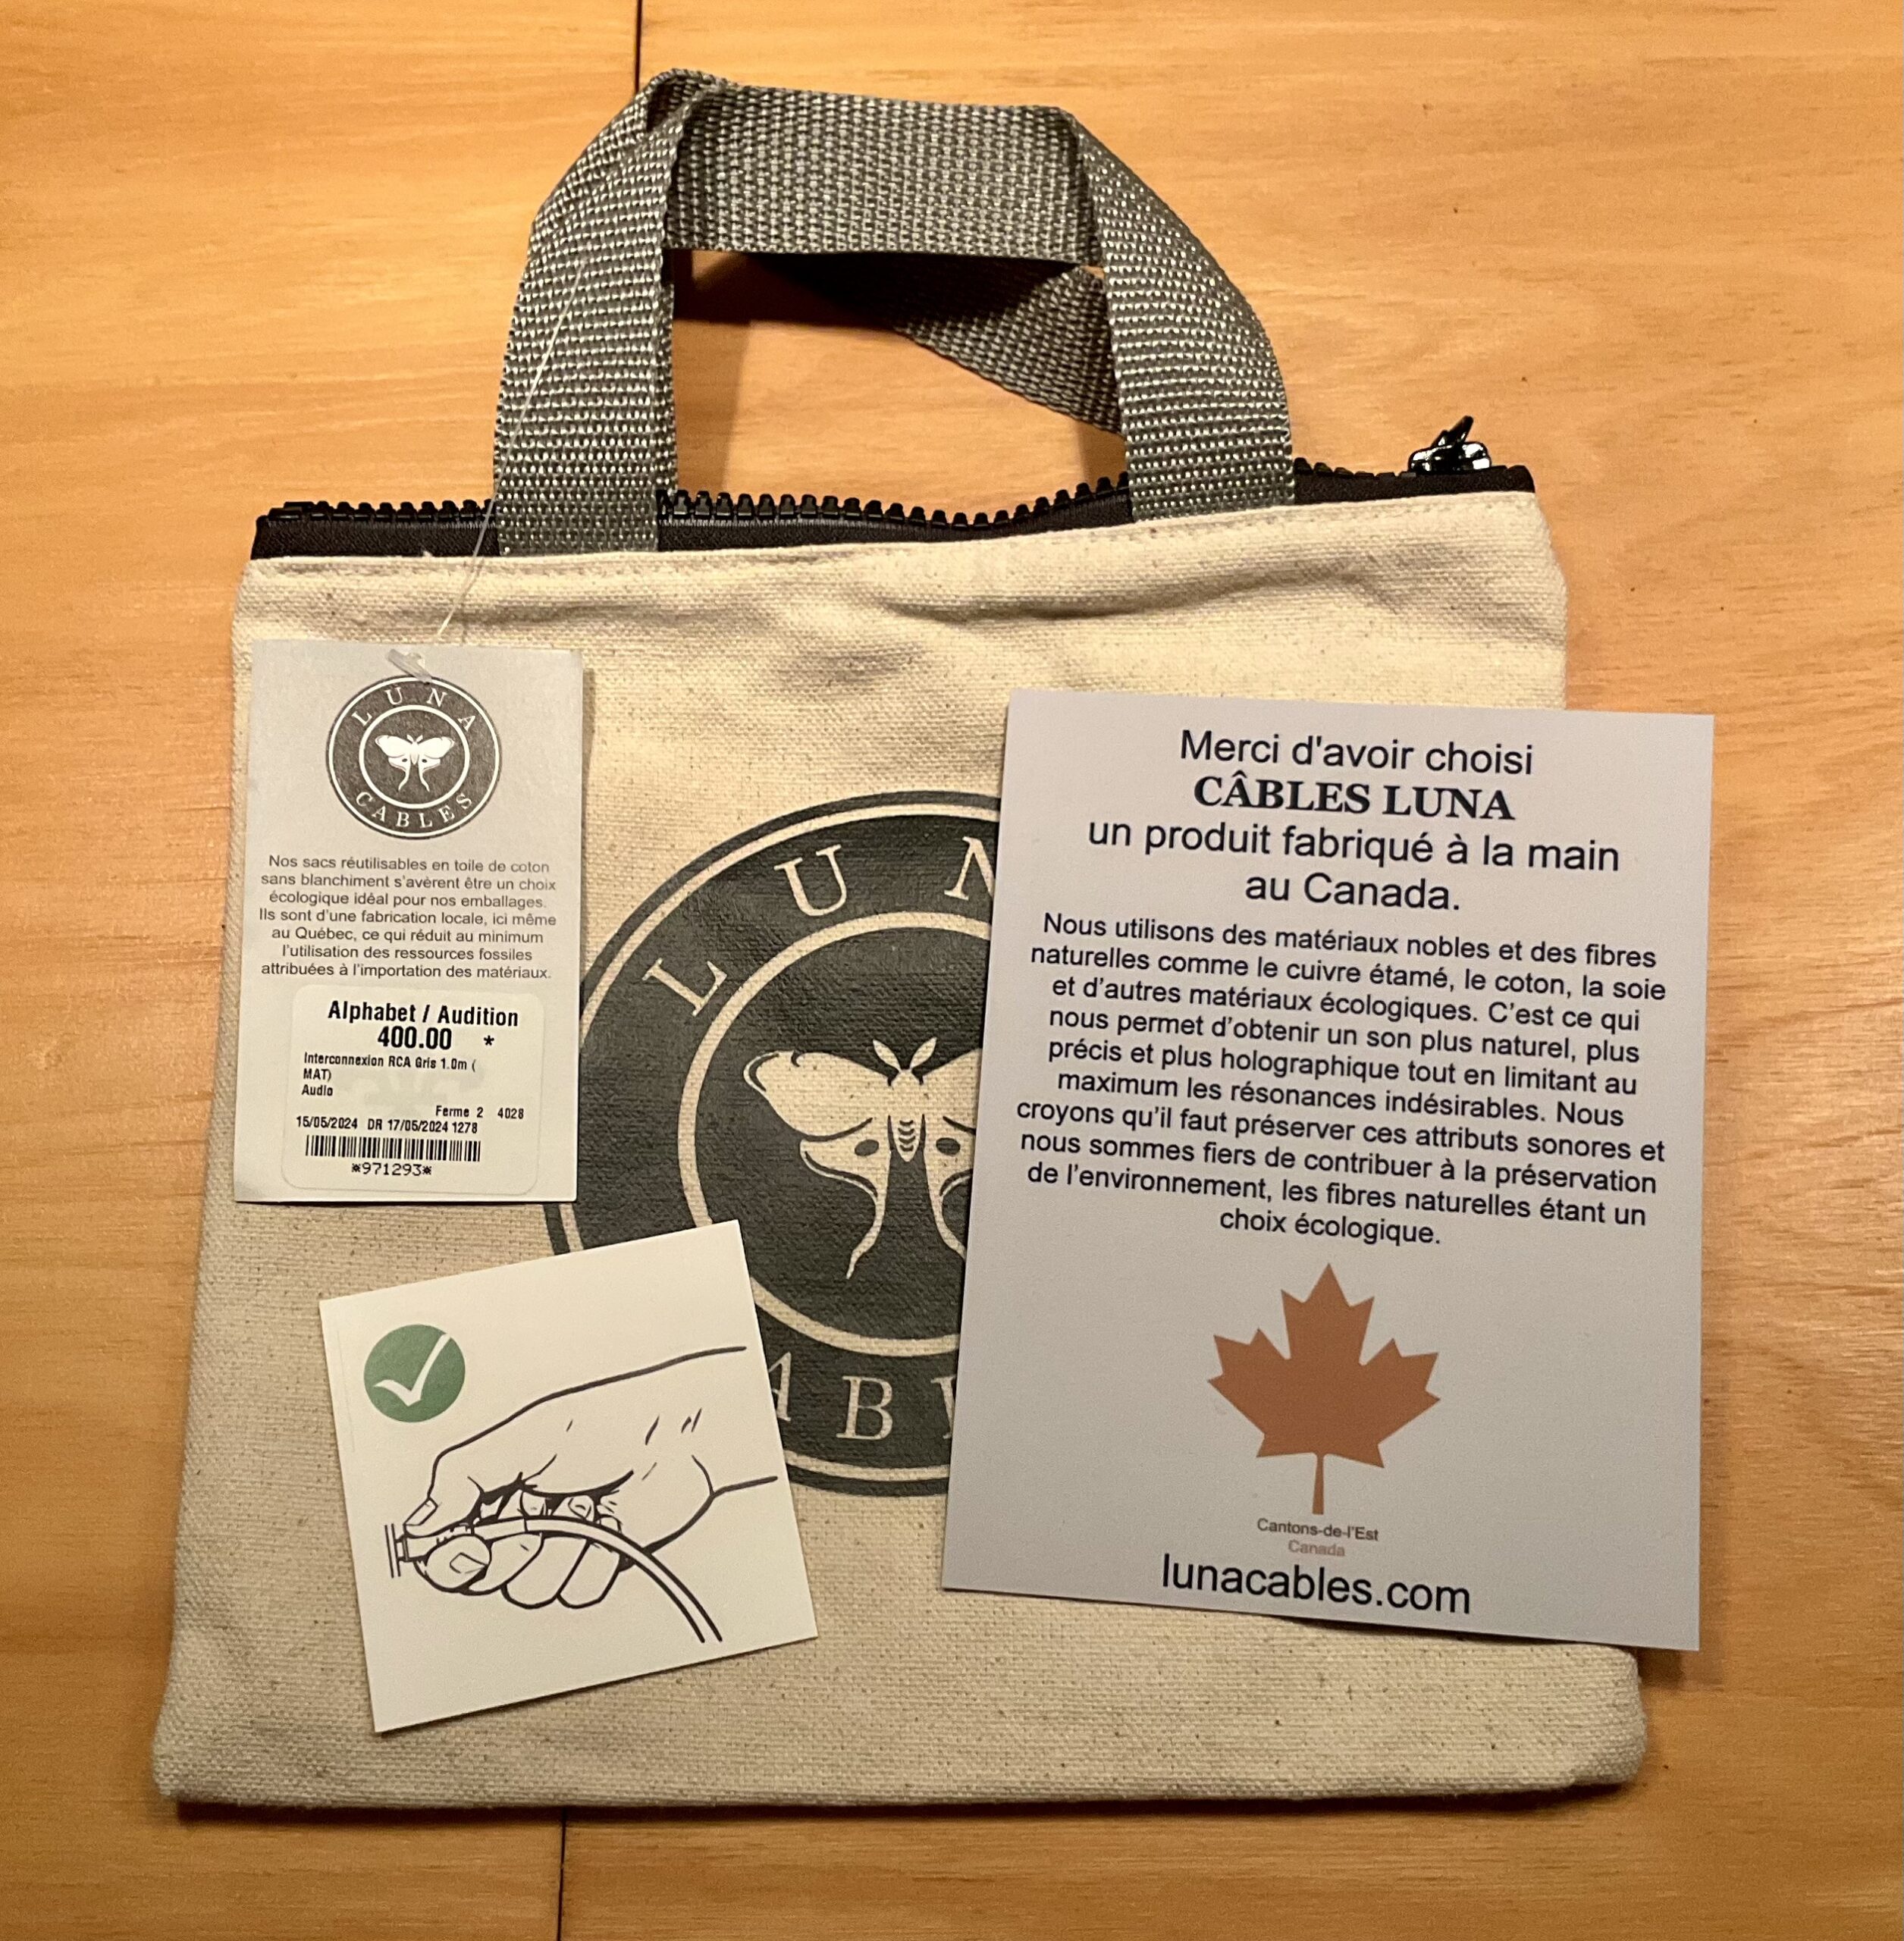 LUNA
CABLES
Nos sacs réutilisables en toile de coton
sans blanchiment s'avèrent être un choix
écologique idéal pour nos emballages.
Ils sont d'une fabrication locale, ici même
au Québec, ce qui réduit au minimum
l'utilisation des ressources fossiles
attribuées à l'importation des matériaux.
Alphabet / Audition
400.00 *
Interconnexion RCA Gris 1.0m (
MAT)
Audio
Ferme 2 4028
15/05/2024 DR 17/05/2024 1278
*971293*
LUN
ABL
Merci d'avoir choisi
CÂBLES LUNA
un produit fabriqué à la main
au Canada.
Nous utilisons des matériaux nobles et des fibres
naturelles comme le cuivre étamé, le coton, la soie
et d'autres matériaux écologiques. C'est ce qui
nous permet d'obtenir un son plus naturel, plus
précis et plus holographique tout en limitant au
maximum les résonances indésirables. Nous
croyons qu'il faut préserver ces attributs sonores et
nous sommes fiers de contribuer à la préservation
de l'environnement, les fibres naturelles étant un
choix écologique.
Cantons-de-l'Est
Canada
lunacables.com